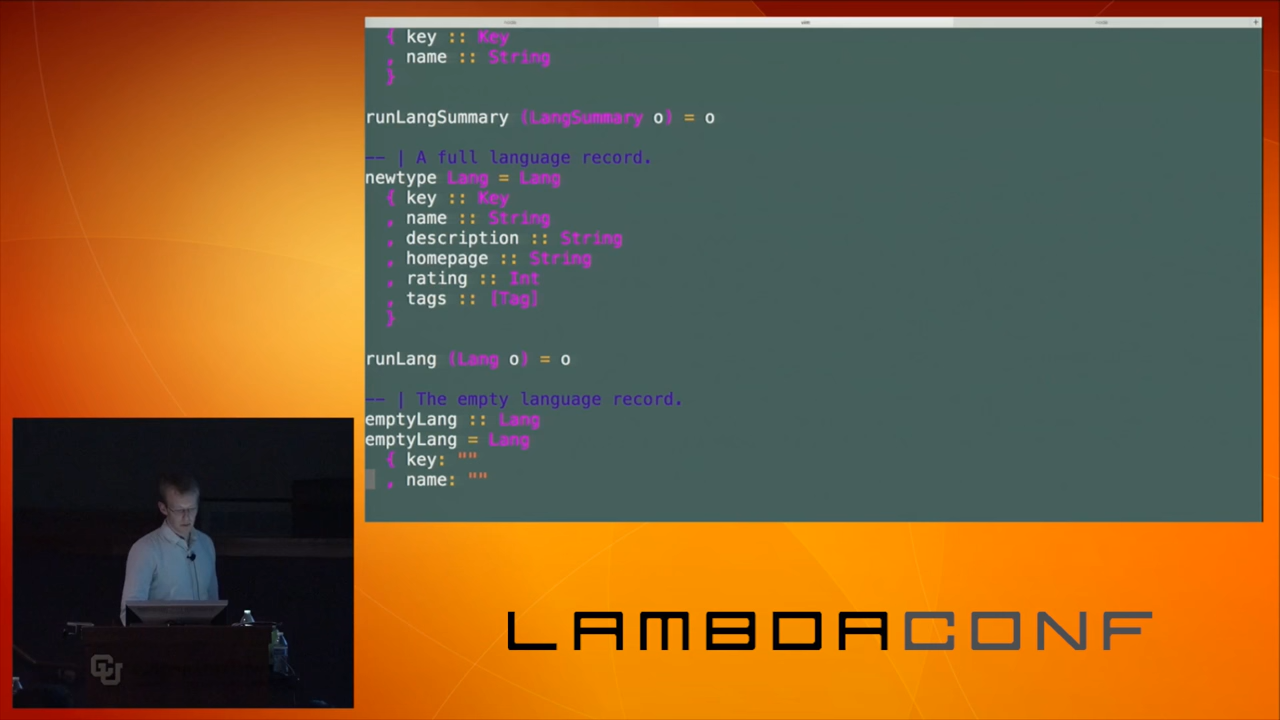 { key :: Key
, name :: String
}
runLangSummary (LangSummary o) = o
-- | A full language record.
newtype Lang = Lang
{ key :: Key
, name :: String
, description :: String
, homepage :: String
, rating :: Int
, tags :: [Tag]
}
runLang (Lang o) = o
-- | The empty language record.
emptyLang :: Lang
emptyLang = Lang
{ key: ""
, name: ""
LAMBDACONF
CU